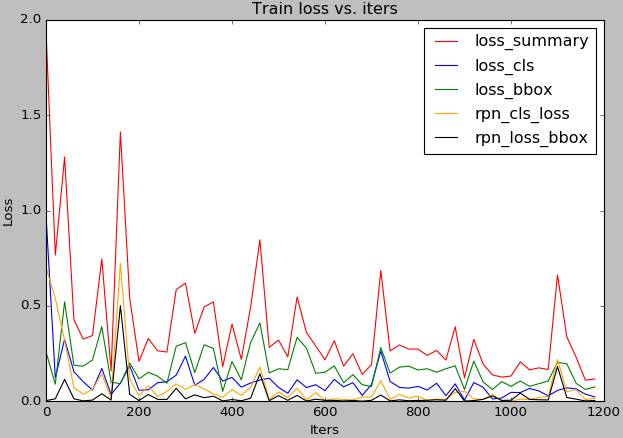 Train loss vs. iters
2.0
1.5
1.0
0.5
0.0
Loss
loss_summary
loss_cls
loss_bbox
rpn_cls_loss
rpn_loss_bbox
0 200 400 600 800 1000 1200
Iters